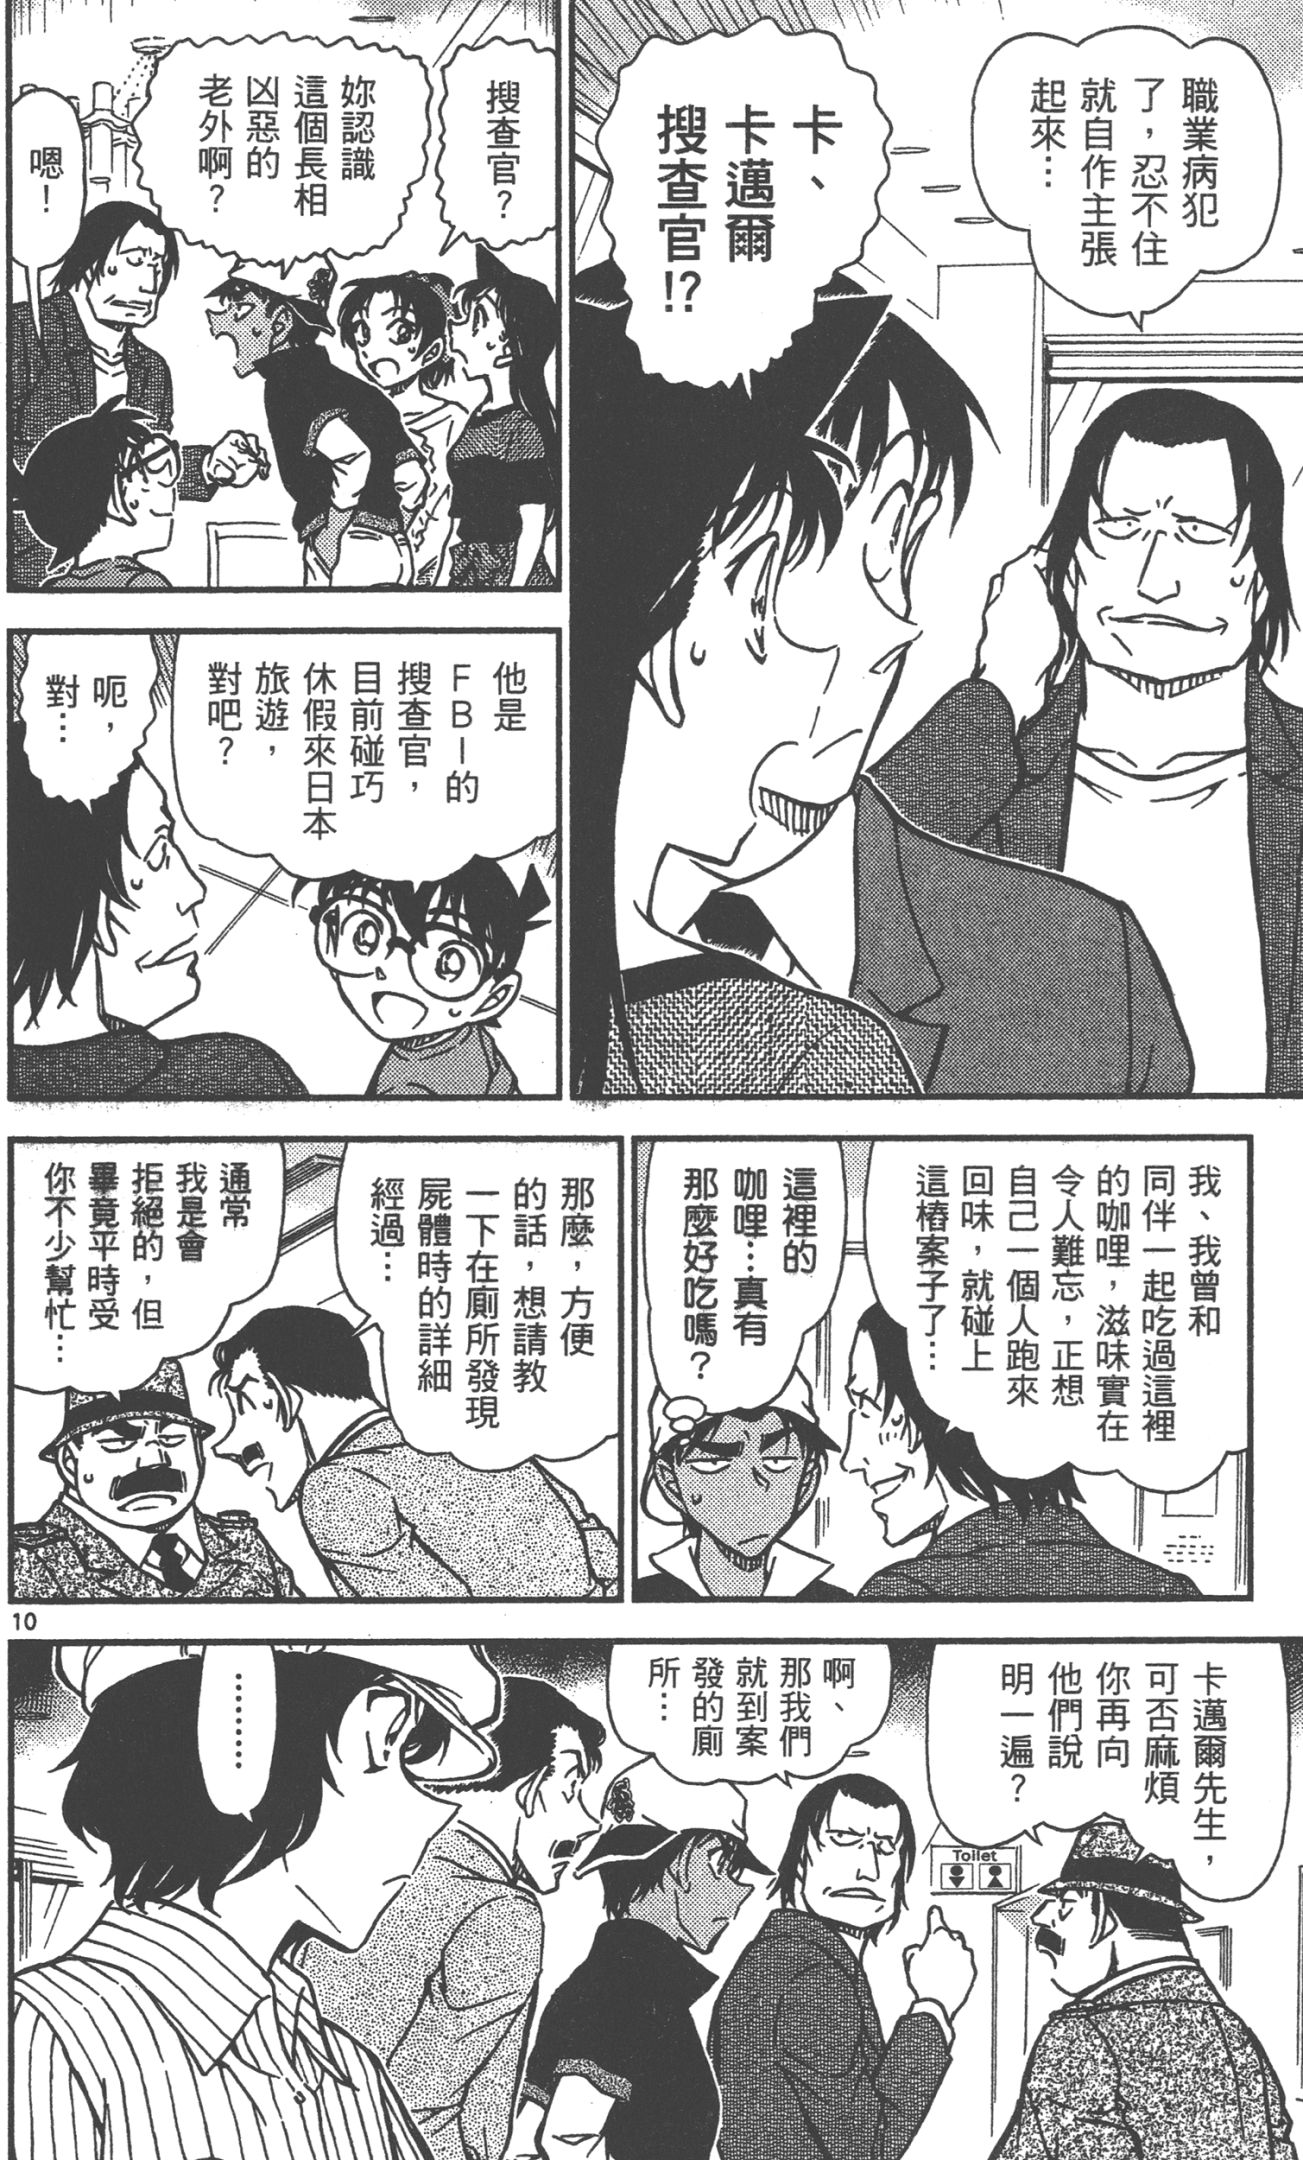 職業病犯
了，忍不住
就自作主張
起來…
卡、
卡邁爾
搜查官!?
搜查官？
妳認識
這個長相
凶惡的
老外啊？
嗯！
他是
FBI的
搜查官，
目前碰巧
休假來日本
旅遊，
對吧？
呃，
對…
我、我曾和
同伴一起吃過這裡
的咖哩，滋味實在
令人難忘，正想
自己一個人跑來
回味，就碰上
這樁案子了…
這裡的
咖哩…真有
那麼好吃嗎？
那麼，方便
的話，想請教
一下在廁所發現
屍體時的詳細
經過…
通常
我是會
拒絕的，但
畢竟平時受
你不少幫忙…
10
卡邁爾先生，
可否麻煩
你再向
他們說
明一遍？
啊、
那我們
就到案
發的廁
所…
Toilet
………